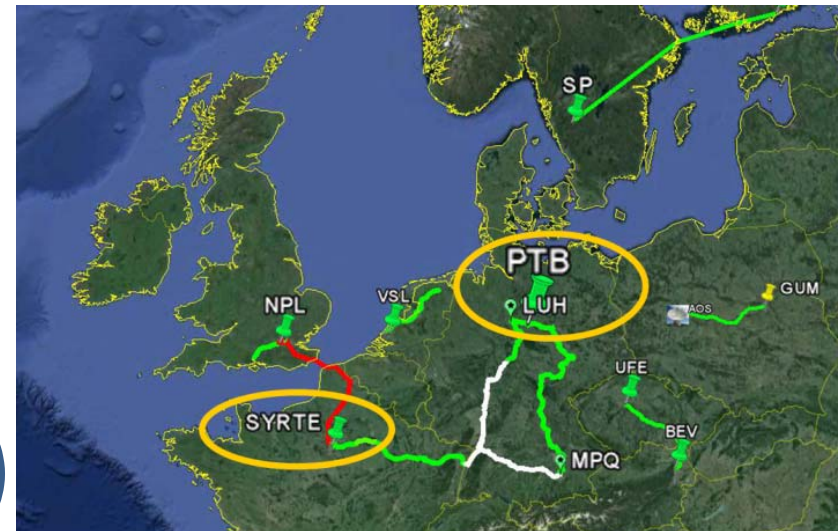 SP
PTB
LUH
GUM
AOS
VSL
NPL
UFE
SYRTE
BEV
MPQ